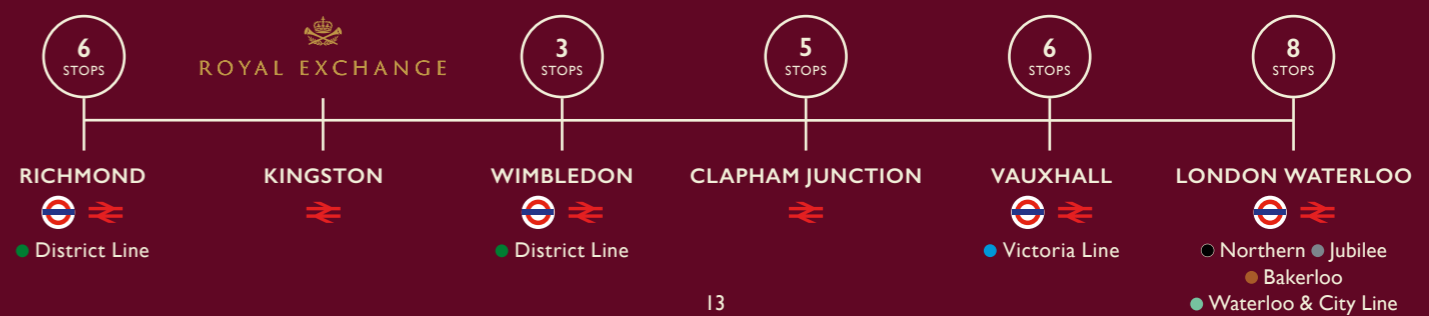 6
STOPS
ROYAL EXCHANGE
3
STOPS
5
STOPS
6
STOPS
8
STOPS
RICHMOND
KINGSTON
WIMBLEDON
CLAPHAM JUNCTION
VAUXHALL
LONDON WATERLOO
District Line
District Line
Victoria Line
Northern Jubilee
Bakerloo
Waterloo & City Line
13